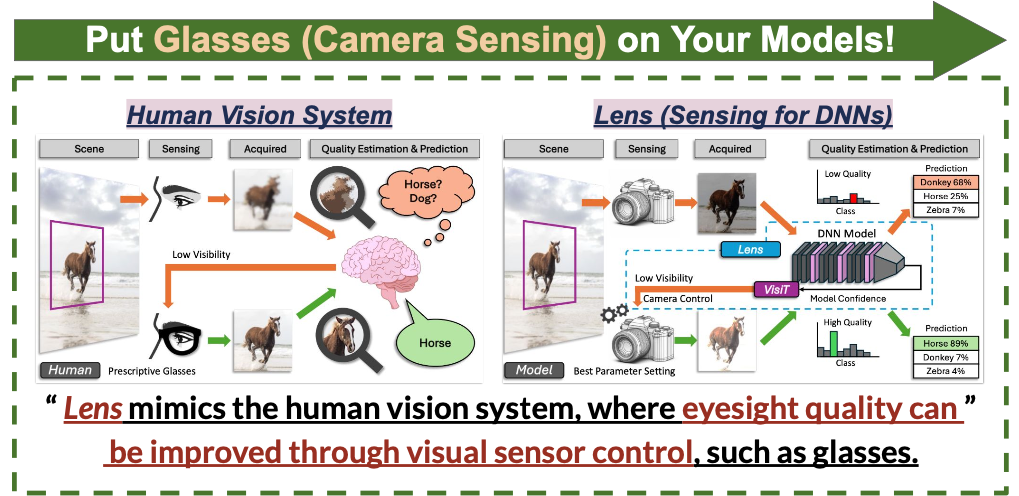 Put Glasses (Camera Sensing) on Your Models!
Human Vision System
Scene
Sensing
Acquired
Quality Estimation & Prediction
Horse?
Dog?
Low Visibility
Horse
Human
Prescriptive Glasses
Lens (Sensing for DNNs)
Scene
Sensing
Acquired
Quality Estimation & Prediction
Low Quality
Class
Prediction
Donkey 68%
Horse 25%
Zebra 7%
DNN Model
Lens
Low Visibility
VisiT
Camera Control
Model Confidence
High Quality
Class
Prediction
Horse 89%
Donkey 7%
Zebra 4%
Model
Best Parameter Setting
“ Lens mimics the human vision system, where eyesight quality can ”
be improved through visual sensor control, such as glasses.